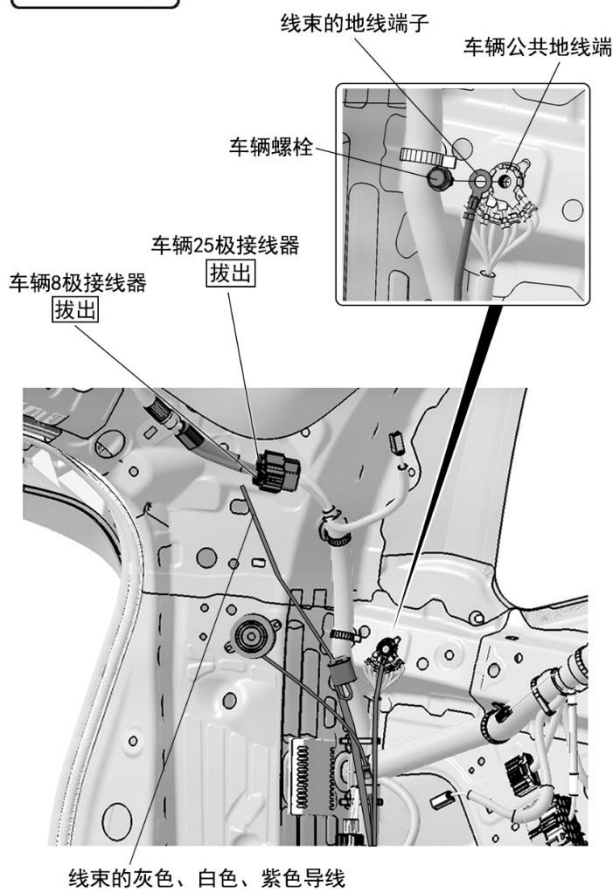 线束的地线端子
车辆公共地线端
车辆螺栓
车辆25极接线器
拔出
车辆8极接线器
拔出
线束的灰色、白色、紫色导线